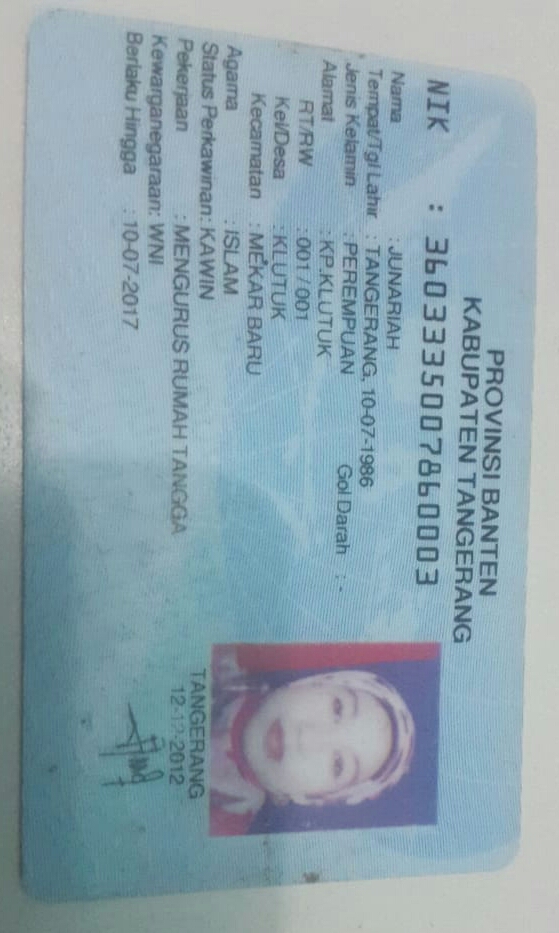 PROVINSI BANTEN
KABUPATEN TANGERANG
NIK : 3603335007860003
Nama : JUNARIAH
Tempat/Tgl Lahir : TANGERANG, 10-07-1986
Jenis Kelamin : PEREMPUAN Gol Darah : -
Alamat : KP.KLUTUK
RT/RW : 001/001
Kel/Desa : KLUTUK
Kecamatan : MEKAR BARU
Agama : ISLAM
Status Perkawinan: KAWIN
Pekerjaan : MENGURUS RUMAH TANGGA
Kewarganegaraan: WNI
Berlaku Hingga : 10-07-2017
TANGERANG
12-12-2012